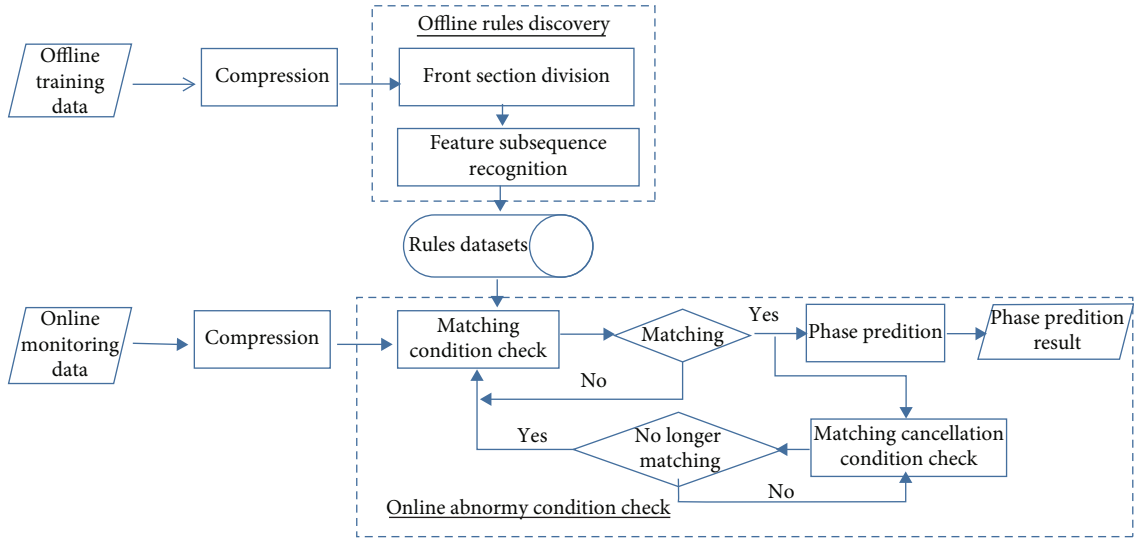 Offline rules discovery
Offline
training
data
Compression
Front section division
Feature subsequence
recognition
Rules datasets
Online
monitoring
data
Compression
Matching
condition check
Matching
Yes
Phase predition
Phase predition
result
No
Yes
No longer
matching
Matching cancellation
condition check
No
Online abnormy condition check